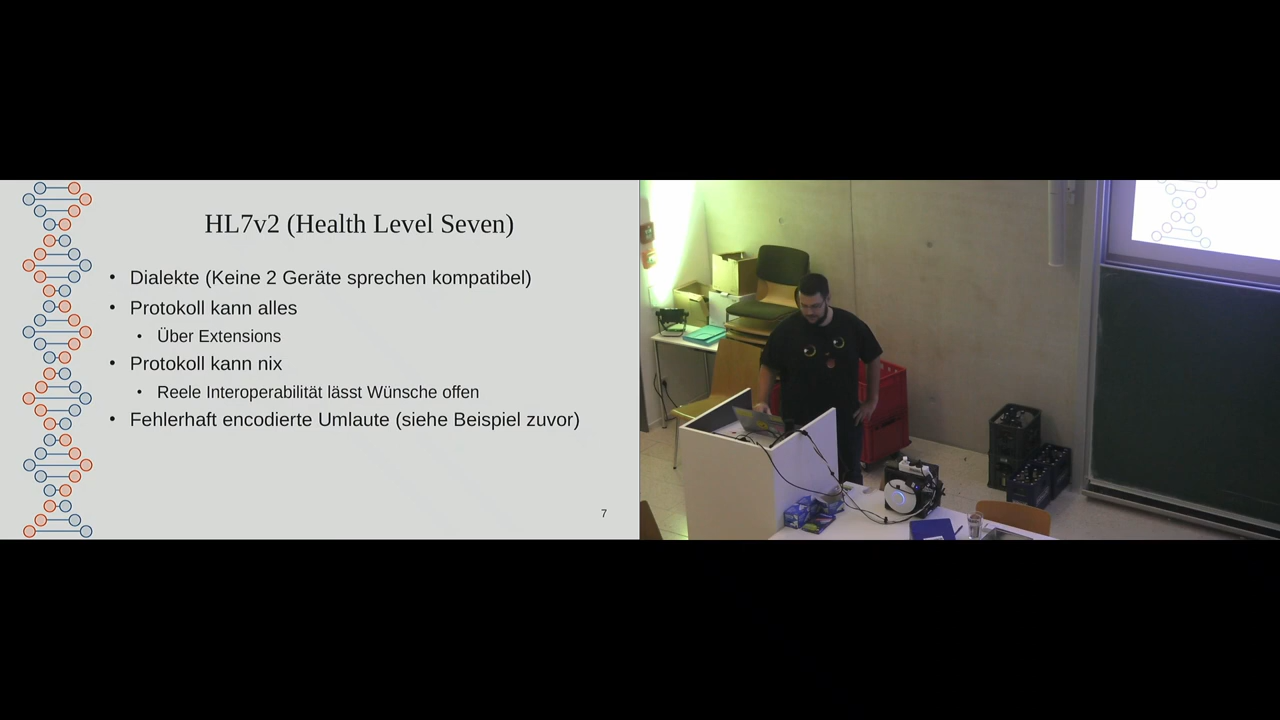 HL7v2 (Health Level Seven)
• Dialekte (Keine 2 Geräte sprechen kompatibel)
• Protokoll kann alles
• Über Extensions
• Protokoll kann nix
• Reele Interoperabilität lässt Wünsche offen
• Fehlerhaft encodierte Umlaute (siehe Beispiel zuvor)
7